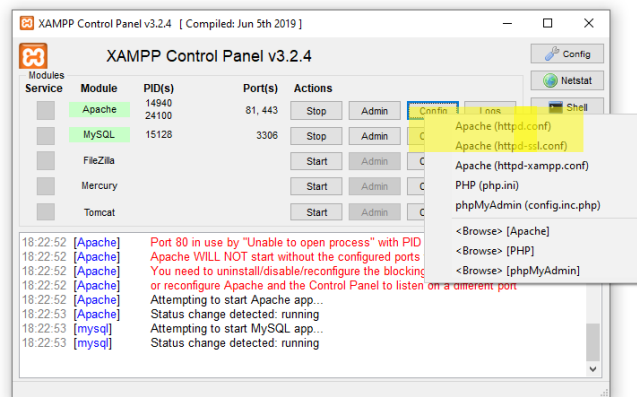 XAMPP Control Panel v3.2.4 [ Compiled: Jun 5th 2019 ]
XAMPP Control Panel v3.2.4
Config
Netstat
Shell
Modules
Service Module PID(s) Port(s) Actions
Apache 14940 24100 81, 443 Stop Admin Config Logs
MySQL 15128 3306 Stop Admin
FileZilla Start Admin
Mercury Start Admin
Tomcat Start Admin
Apache (httpd.conf)
Apache (httpd-ssl.conf)
Apache (httpd-xampp.conf)
PHP (php.ini)
phpMyAdmin (config.inc.php)
<Browse> [Apache]
<Browse> [PHP]
<Browse> [phpMyAdmin]
18:22:52 [Apache] Port 80 in use by "Unable to open process" with PID
18:22:52 [Apache] Apache WILL NOT start without the configured ports
18:22:52 [Apache] You need to uninstall/disable/reconfigure the blocking
18:22:52 [Apache] or reconfigure Apache and the Control Panel to listen on a different port
18:22:52 [Apache] Attempting to start Apache app...
18:22:53 [Apache] Status change detected: running
18:22:53 [mysql] Attempting to start MySQL app...
18:22:53 [mysql] Status change detected: running